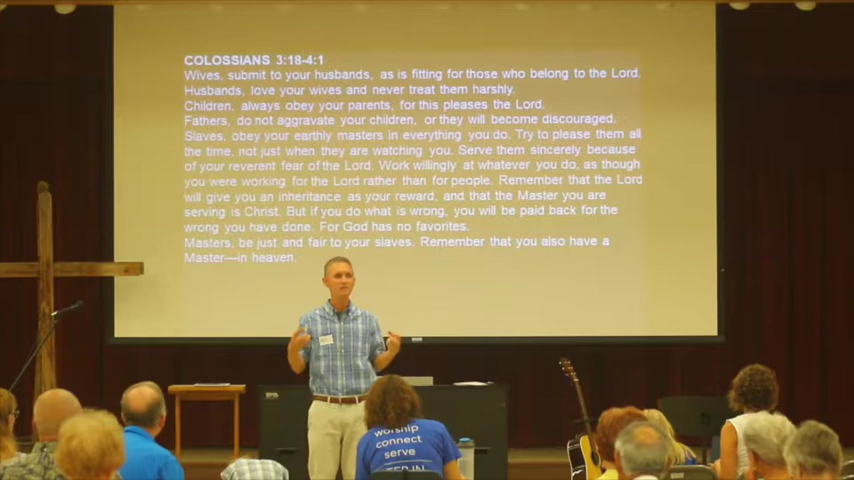 COLOSSIANS 3:18-4:1
Wives, submit to your husbands, as is fitting for those who belong to the Lord.
Husbands, love your wives and never treat them harshly.
Children, always obey your parents, for this pleases the Lord.
Fathers, do not aggravate your children, or they will become discouraged.
Slaves, obey your earthly masters in everything you do. Try to please them all
the time, not just when they are watching you. Serve them sincerely because
of your reverent fear of the Lord. Work willingly at whatever you do, as though
you were working for the Lord rather than for people. Remember that the Lord
will give you an inheritance as your reward, and that the Master you are
serving is Christ. But if you do what is wrong, you will be paid back for the
wrong you have done. For God has no favorites.
Masters, be just and fair to your slaves. Remember that you also have a
Master—in heaven.
worship
connect
serve